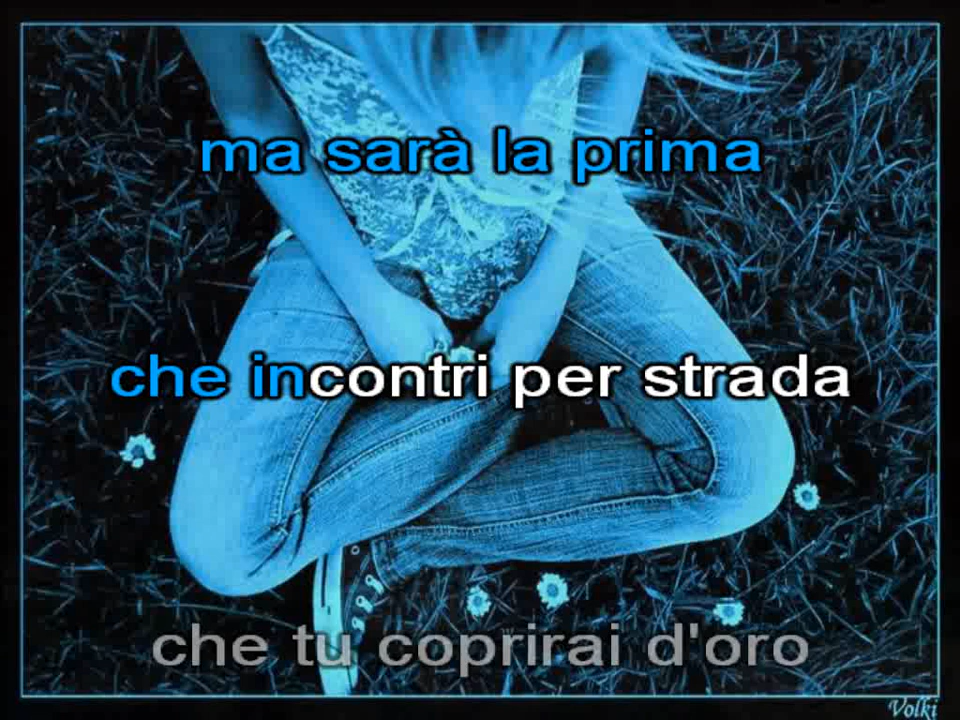 ma sarà la prima
che incontri per strada
che tu coprirai d'oro
Volki